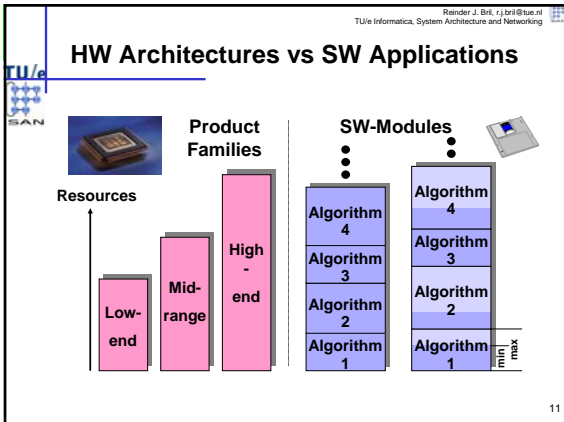 Reinder J. Bril, r.j.bril@tue.nl
TU/e Informatica, System Architecture and Networking
TU/e
SAN
HW Architectures vs SW Applications
Product
Families
SW-Modules
Resources
Low-
end
Mid-
range
High
-
end
Algorithm
4
Algorithm
3
Algorithm
2
Algorithm
1
Algorithm
4
Algorithm
3
Algorithm
2
Algorithm
1
min
max
11